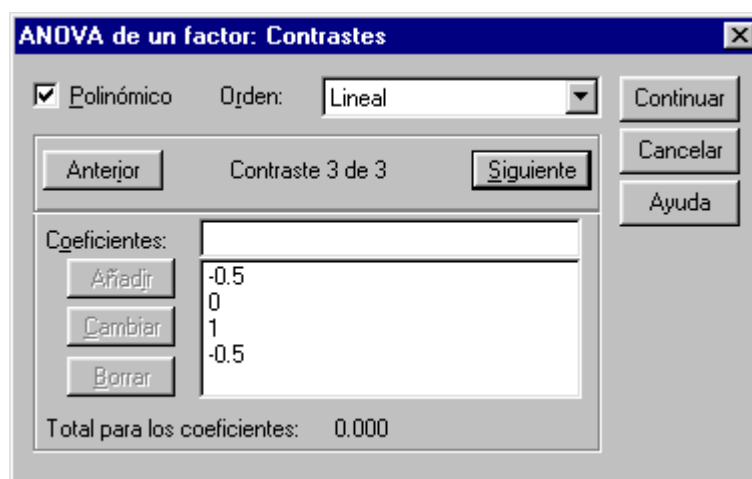 ANOVA de un factor: Contrastes
Polinómico Orden: Lineal Continuar
Anterior Contraste 3 de 3 Siguiente Cancelar
Ayuda
Coeficientes:
Añadir -0.5
0
Cambiar 1
-0.5
Borrar
Total para los coeficientes: 0.000